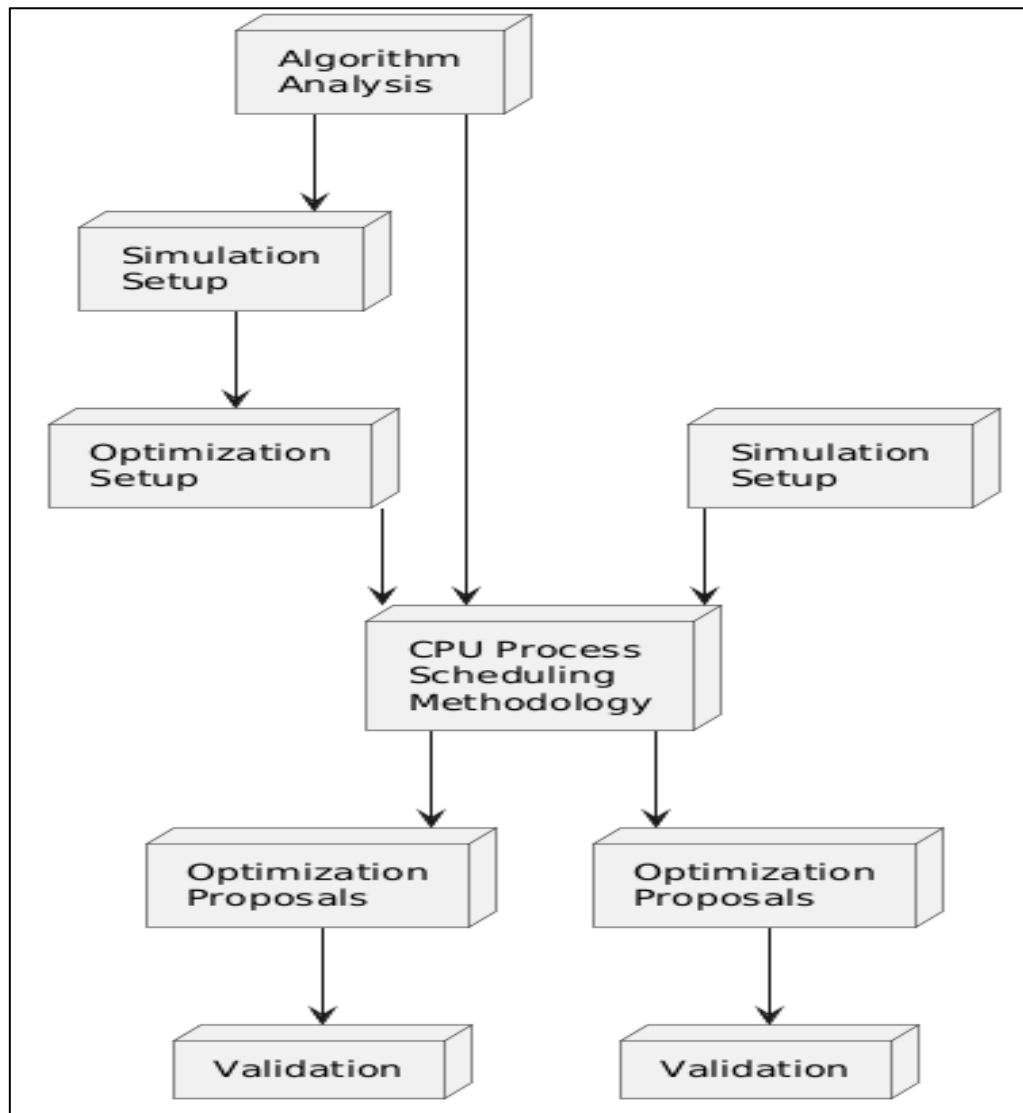 Algorithm
Analysis
Simulation
Setup
Optimization
Setup
Simulation
Setup
CPU Process
Scheduling
Methodology
Optimization
Proposals
Optimization
Proposals
Validation
Validation